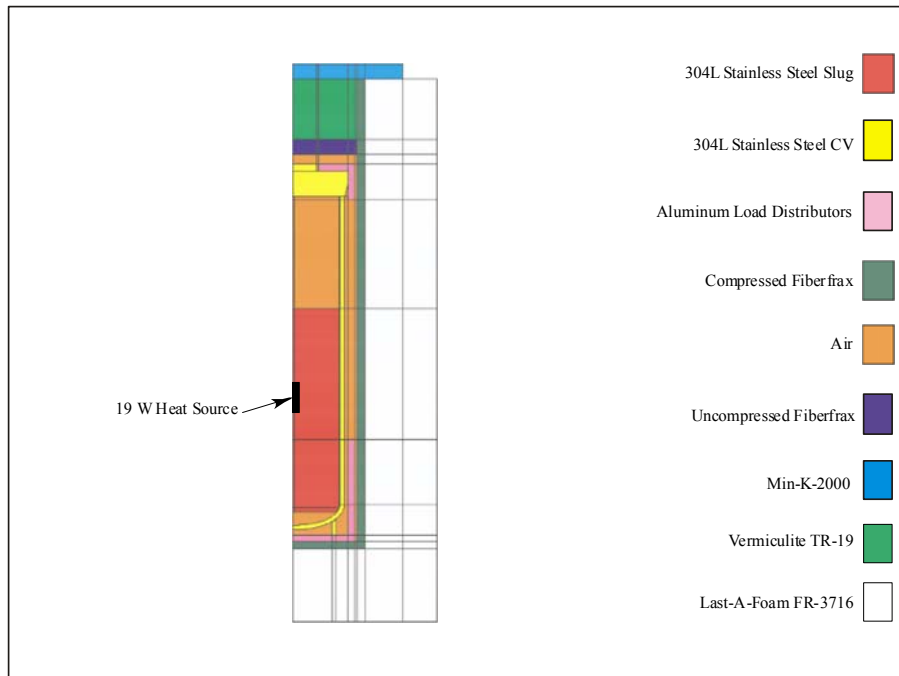 304L Stainless Steel Slug
304L Stainless Steel CV
Aluminum Load Distributors
Compressed Fiberfrax
Air
19 W Heat Source
Uncompressed Fiberfrax
Min-K-2000
Vermiculite TR-19
Last-A-Foam FR-3716